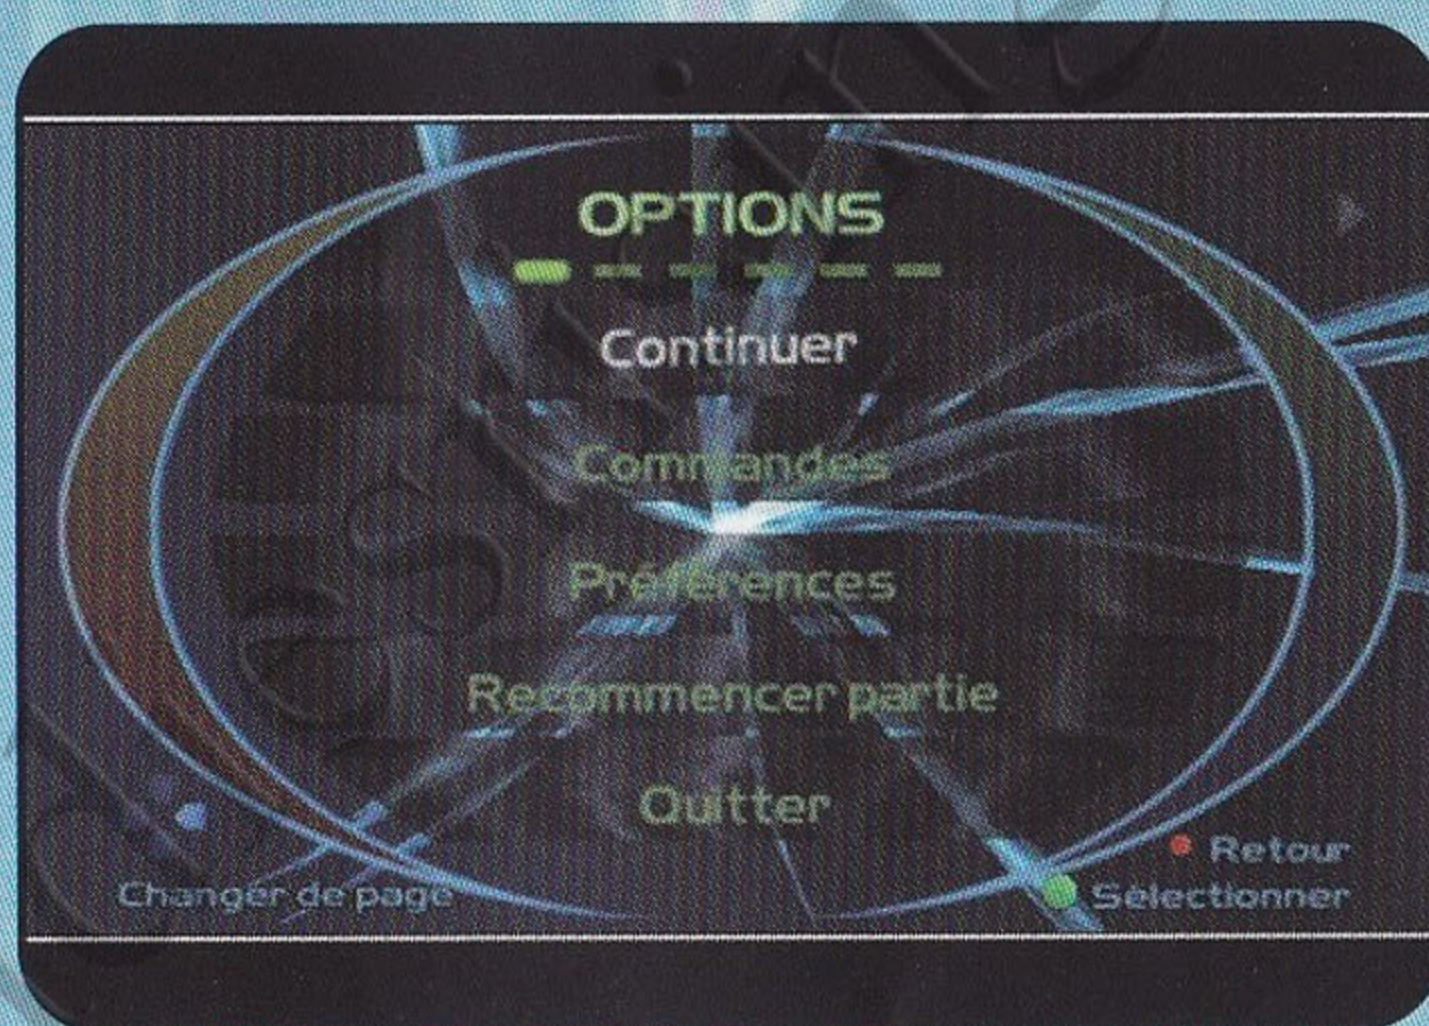 OPTIONS
Continuer
Commandes
Préférences
Recommencer partie
Quitter
Retour
Changer de page
Sélectionner